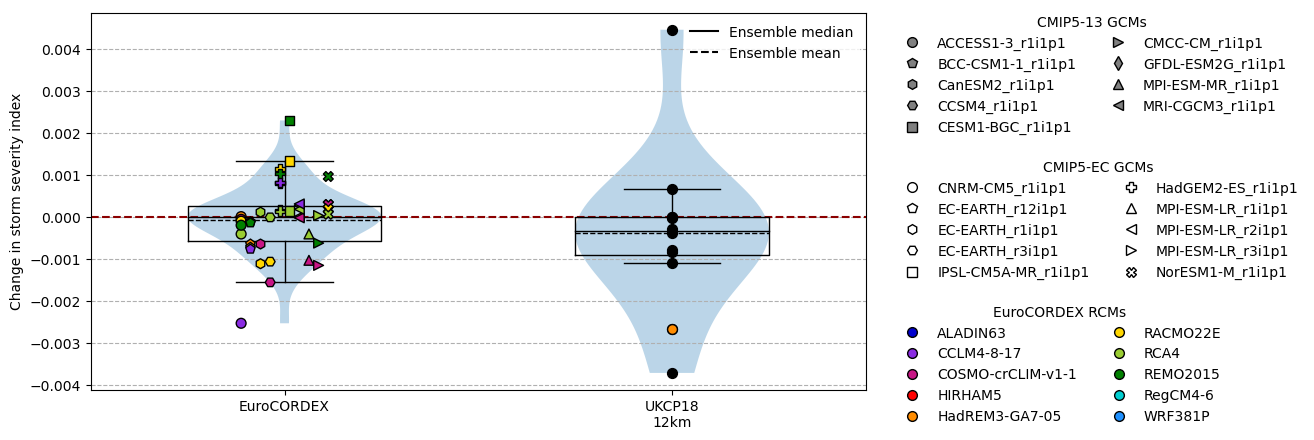 Change in storm severity index
0.004
0.003
0.002
0.001
0.000
−0.001
−0.002
−0.003
−0.004
EuroCORDEX
UKCP18
12km
Ensemble median
Ensemble mean
CMIP5-13 GCMs
ACCESS1-3_r1i1p1
BCC-CSM1-1_r1i1p1
CanESM2_r1i1p1
CCSM4_r1i1p1
CESM1-BGC_r1i1p1
CMCC-CM_r1i1p1
GFDL-ESM2G_r1i1p1
MPI-ESM-MR_r1i1p1
MRI-CGCM3_r1i1p1
CMIP5-EC GCMs
CNRM-CM5_r1i1p1
EC-EARTH_r12i1p1
EC-EARTH_r1i1p1
EC-EARTH_r3i1p1
IPSL-CM5A-MR_r1i1p1
HadGEM2-ES_r1i1p1
MPI-ESM-LR_r1i1p1
MPI-ESM-LR_r2i1p1
MPI-ESM-LR_r3i1p1
NorESM1-M_r1i1p1
EuroCORDEX RCMs
ALADIN63
CCLM4-8-17
COSMO-crCLIM-v1-1
HIRHAM5
HadREM3-GA7-05
RACMO22E
RCA4
REMO2015
RegCM4-6
WRF381P